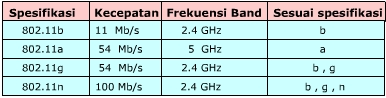 Spesifikasi Kecepatan Frekuensi Band Sesuai spesifikasi
802.11b 11 Mb/s 2.4 GHz b
802.11a 54 Mb/s 5 GHz a
802.11g 54 Mb/s 2.4 GHz b , g
802.11n 100 Mb/s 2.4 GHz b , g , n